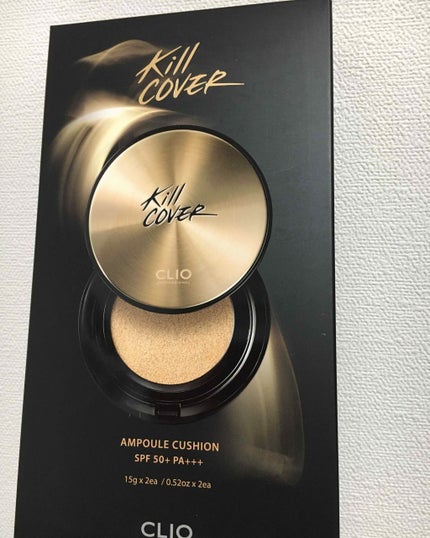 Kill
COVER
Kill
COVER
CLIO
AMPOULE CUSHION
SPF 50+ PA+++
15g x 2ea / 0.52oz x 2ea
CLIO